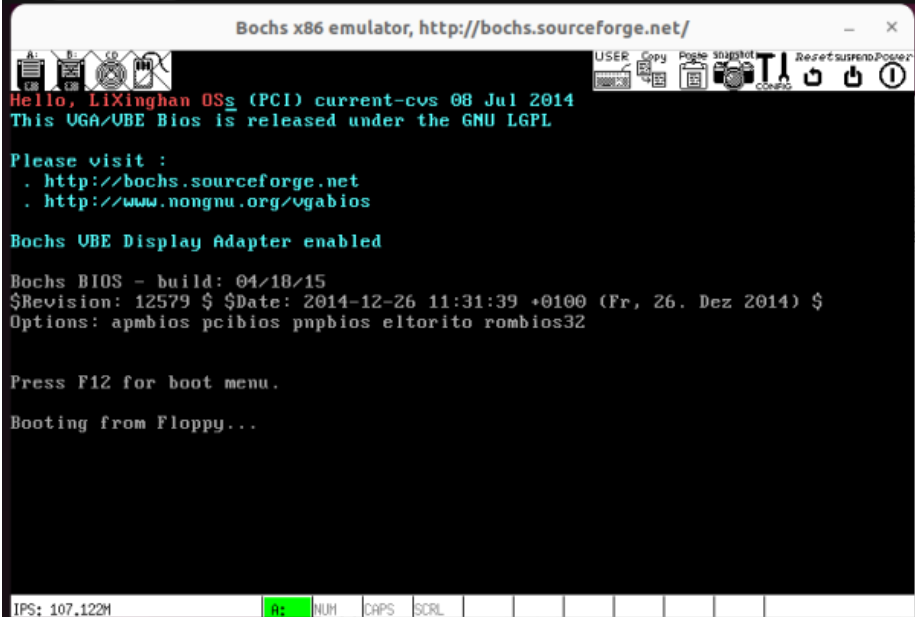 Bochs x86 emulator, http://bochs.sourceforge.net/
A: B: CD USER Copy Paste snapshot CONFIG Reset SUSPEND Power
Hello, LiXinghan OSs (PCI) current-cvs 08 Jul 2014
This VGA/VBE Bios is released under the GNU LGPL
Please visit :
. http://bochs.sourceforge.net
. http://www.nongnu.org/vgabios
Bochs VBE Display Adapter enabled
Bochs BIOS - build: 04/18/15
$Revision: 12579 $ $Date: 2014-12-26 11:31:39 +0100 (Fr, 26. Dez 2014) $
Options: apmbios pcibios pnpbios eltorito rombios32
Press F12 for boot menu.
Booting from Floppy...
IPS: 107.122M A: NUM CAPS SCRL